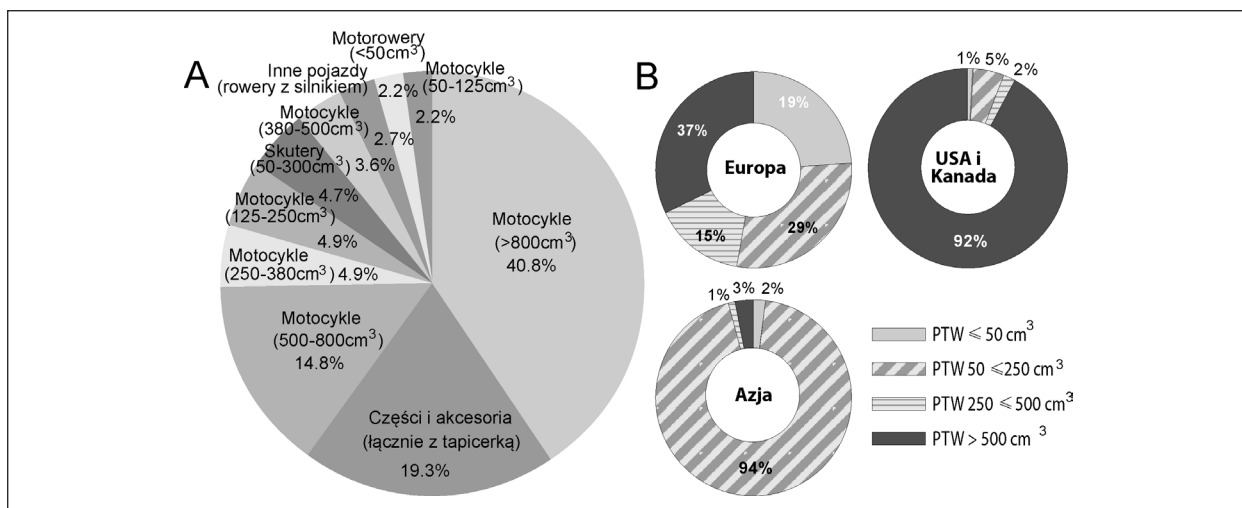 A
Motorowery
(<50cm³)
2.2%
Inne pojazdy
(rowery z silnikiem)
2.7%
Motocykle
(50-125cm³)
2.2%
Motocykle
(380-500cm³)
3.6%
Skutery
(50-300cm³)
4.7%
Motocykle
(125-250cm³)
4.9%
Motocykle
(250-380cm³)
4.9%
Motocykle
(500-800cm³)
14.8%
Motocykle
(>800cm³)
40.8%
Części i akcesoria
(łącznie z tapicerką)
19.3%
B
19%
37%
Europa
15%
29%
1% 5% 2%
USA i
Kanada
92%
1% 3% 2%
Azja
94%
PTW ⩽ 50 cm³
PTW 50 ⩽250 cm³
PTW 250 ⩽500 cm³
PTW > 500 cm ³